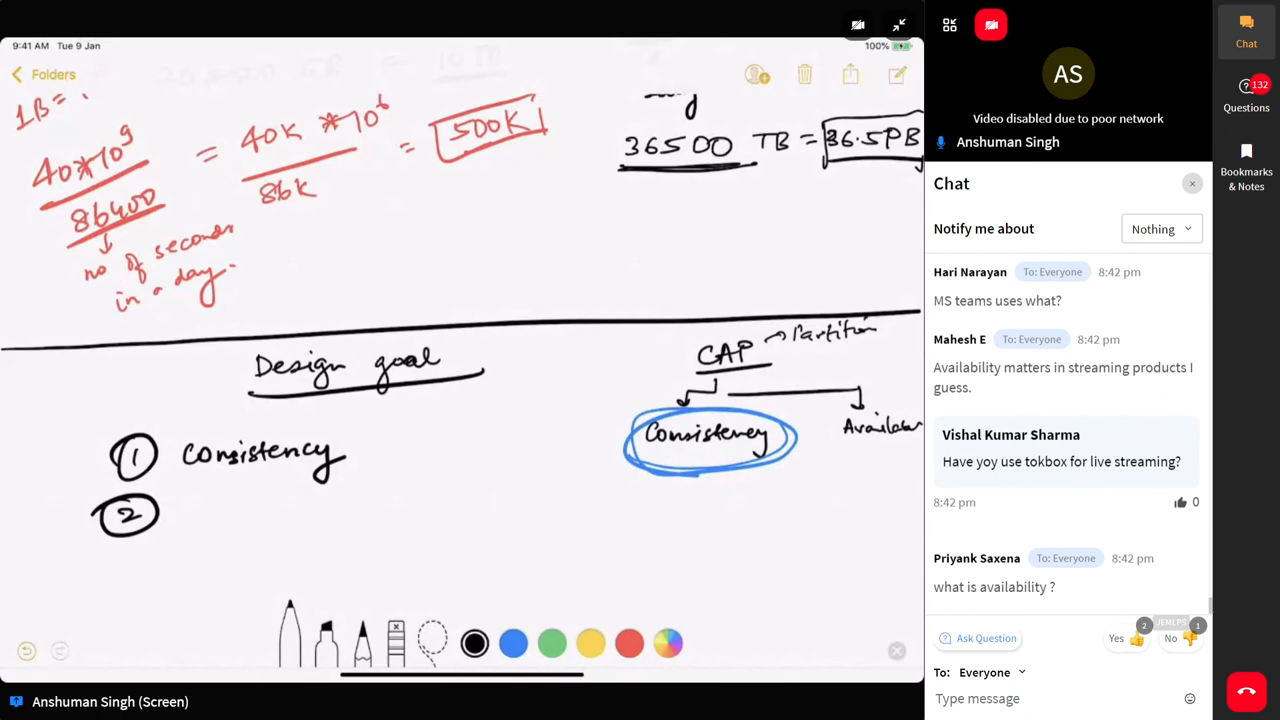 9:41 AM Tue 9 Jan
100%
Folders
1B =
40*10^9
86400
= 40K *10^6
86K
= 500K
no of seconds
in a day.
36500 TB = 36.5PB
Design goal
CAP → Partition
Consistency
Availabi
1 Consistency
2
Anshuman Singh (Screen)
AS
Video disabled due to poor network
Anshuman Singh
Chat
Notify me about
Nothing
Hari Narayan To: Everyone 8:42 pm
MS teams uses what?
Mahesh E To: Everyone 8:42 pm
Availability matters in streaming products I
guess.
Vishal Kumar Sharma
Have yoy use tokbox for live streaming?
8:42 pm
0
Priyank Saxena To: Everyone 8:42 pm
what is availability ?
JEMLPS
2
1
Ask Question
Yes
No
To: Everyone
Type message
Chat
132
Questions
Bookmarks
& Notes